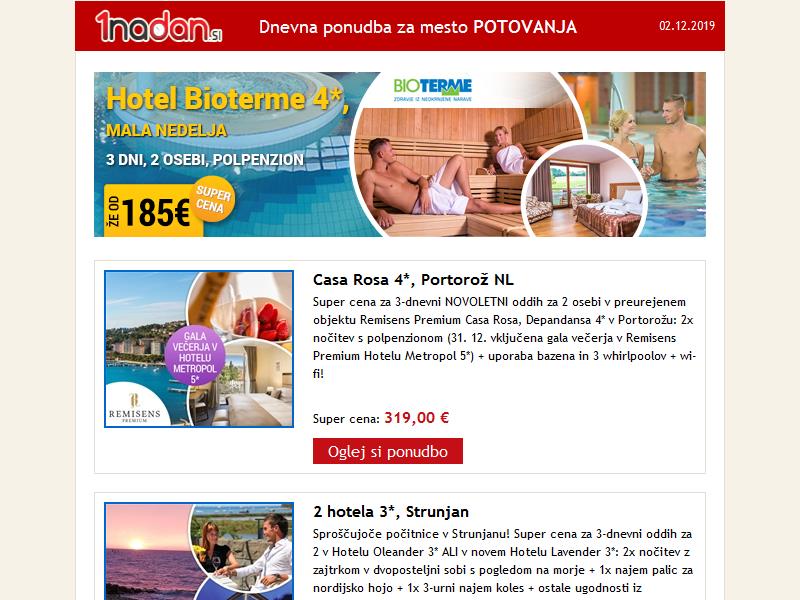 1nadan.si
Dnevna ponudba za mesto POTOVANJA
02.12.2019
Hotel Bioterme 4*,
MALA NEDELJA
3 DNI, 2 OSEBI, POLPENZION
ŽE OD
185€
SUPER
CENA
BIOTERME
ZDRAVJE IZ NEOKRNJENE NARAVE
GALA
VEČERJA V
HOTELU
METROPOL
5*
REMISENS
PREMIUM
Casa Rosa 4*, Portorož NL
Super cena za 3-dnevni NOVOLETNI oddih za 2 osebi v preurejenem
objektu Remisens Premium Casa Rosa, Depandansa 4* v Portorožu: 2x
nočitev s polpenzionom (31. 12. vključena gala večerja v Remisens
Premium Hotelu Metropol 5*) + uporaba bazena in 3 whirlpoolov + wi-
fi!
Super cena: 319,00 €
Oglej si ponudbo
2 hotela 3*, Strunjan
Sproščujoče počitnice v Strunjanu! Super cena za 3-dnevni oddih za
2 v Hotelu Oleander 3* ALI v novem Hotelu Lavender 3*: 2x nočitev z
zajtrkom v dvoposteljni sobi s pogledom na morje + 1x najem palic za
nordijsko hojo + 1x 3-urni najem koles + ostale ugodnosti iz